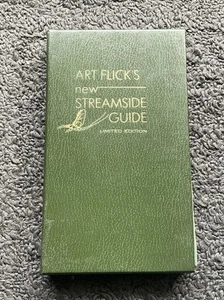 ART FLICK'S
new
STREAMSIDE
GUIDE
LIMITED EDITION